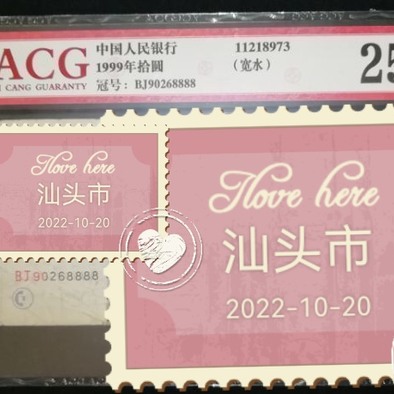 ACG
CANG GUARANTY
中国人民银行
1999年拾圆
冠号：BJ90268888
11218973
（宽水）
25
I love here
汕头市
2022-10-20
I love here
汕头市
2022-10-20
BJ90268888